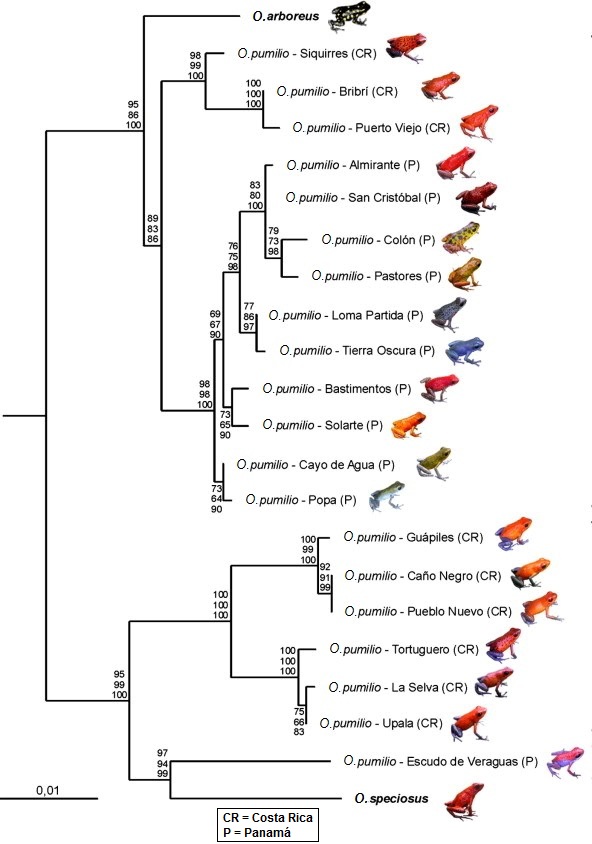 O.arboreus
98
99
100
O.pumilio - Siquirres (CR)
100
100
100
O.pumilio - Bribrí (CR)
O.pumilio - Puerto Viejo (CR)
95
86
100
O.pumilio - Almirante (P)
83
80
100
O.pumilio - San Cristóbal (P)
89
83
86
79
73
98
O.pumilio - Colón (P)
76
75
98
O.pumilio - Pastores (P)
77
86
97
O.pumilio - Loma Partida (P)
69
67
90
O.pumilio - Tierra Oscura (P)
98
98
100
O.pumilio - Bastimentos (P)
73
65
90
O.pumilio - Solarte (P)
O.pumilio - Cayo de Agua (P)
73
64
90
O.pumilio - Popa (P)
100
99
100
O.pumilio - Guápiles (CR)
92
91
99
O.pumilio - Caño Negro (CR)
100
100
100
O.pumilio - Pueblo Nuevo (CR)
100
100
100
O.pumilio - Tortuguero (CR)
95
99
100
O.pumilio - La Selva (CR)
75
66
83
O.pumilio - Upala (CR)
97
94
99
O.pumilio - Escudo de Veraguas (P)
0,01
O.speciosus
CR = Costa Rica
P = Panamá